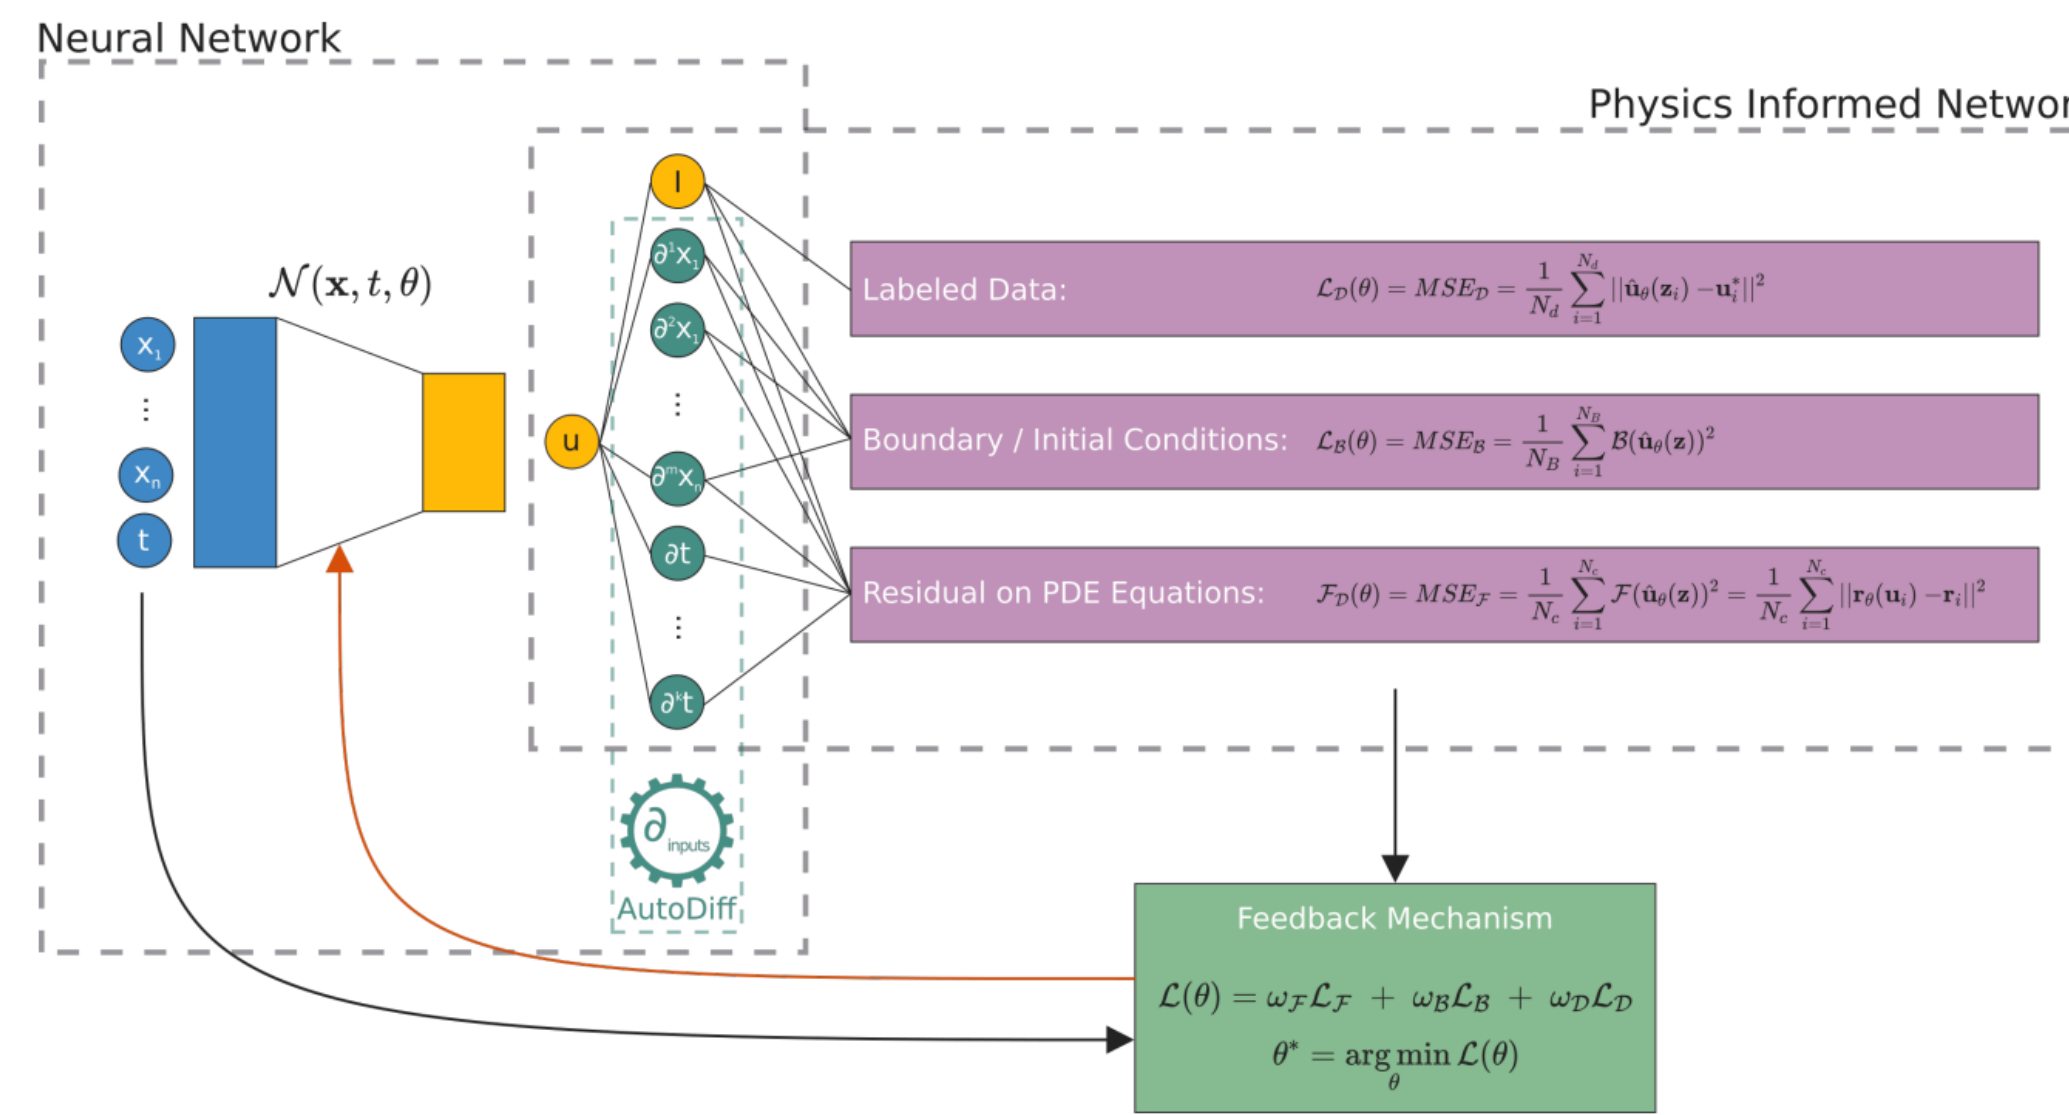 Neural Network
Physics Informed Networ
I
∂¹x₁
𝒩(x, t, θ)
Labeled Data: ℒ_𝒟(θ) = MSE_𝒟 = 1/N_d ∑_{i=1}^{N_d} ||û_θ(z_i) − u_i^*||²
x₁
∂²x₁
⋮
⋮
u
Boundary / Initial Conditions: ℒ_ℬ(θ) = MSE_ℬ = 1/N_B ∑_{i=1}^{N_B} ℬ(û_θ(z))²
xₙ
∂ᵐxₙ
t
∂t
Residual on PDE Equations: ℱ_𝒟(θ) = MSE_ℱ = 1/N_c ∑_{i=1}^{N_c} ℱ(û_θ(z))² = 1/N_c ∑_{i=1}^{N_c} ||r_θ(u_i) − r_i||²
⋮
∂ᵏt
∂ inputs
AutoDiff
Feedback Mechanism
ℒ(θ) = ω_ℱℒ_ℱ + ω_ℬℒ_ℬ + ω_𝒟ℒ_𝒟
θ* = arg min_θ ℒ(θ)